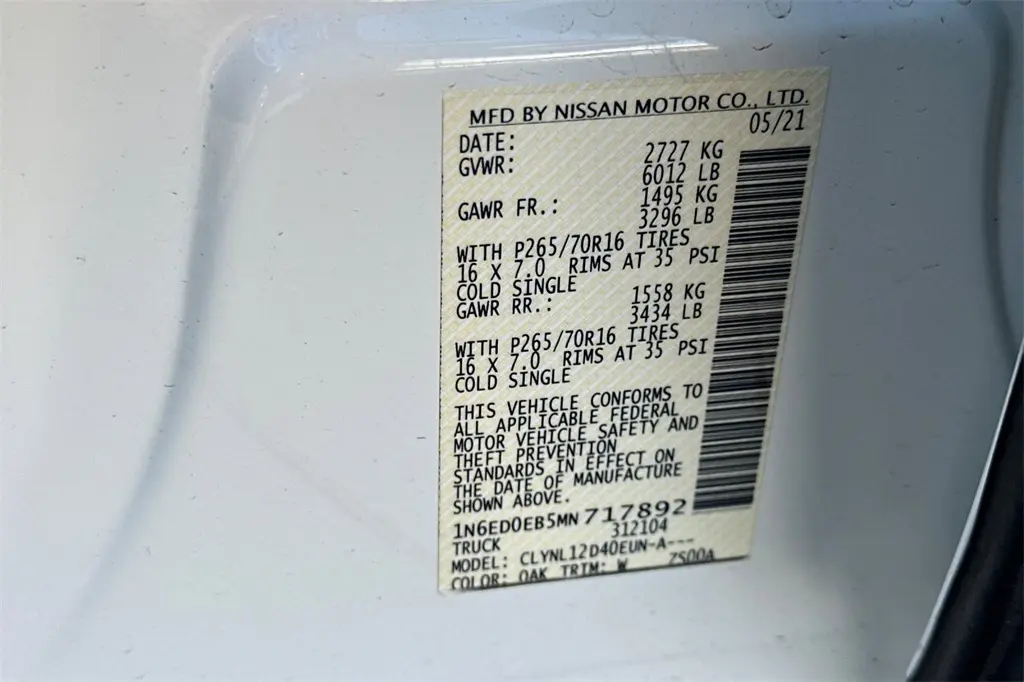 MFD BY NISSAN MOTOR CO., LTD.
DATE: 05/21
GVWR: 2727 KG
6012 LB
GAWR FR.: 1495 KG
3296 LB
WITH P265/70R16 TIRES
16 X 7.0 RIMS AT 35 PSI
COLD SINGLE
GAWR RR.: 1558 KG
3434 LB
WITH P265/70R16 TIRES
16 X 7.0 RIMS AT 35 PSI
COLD SINGLE
THIS VEHICLE CONFORMS TO
ALL APPLICABLE FEDERAL
MOTOR VEHICLE SAFETY AND
THEFT PREVENTION
STANDARDS IN EFFECT ON
THE DATE OF MANUFACTURE
SHOWN ABOVE.
1N6ED0EB5MN717892
TRUCK 312104
MODEL: CLYNL12D40EUN-A---
COLOR: QAK TRIM: W ZS00A